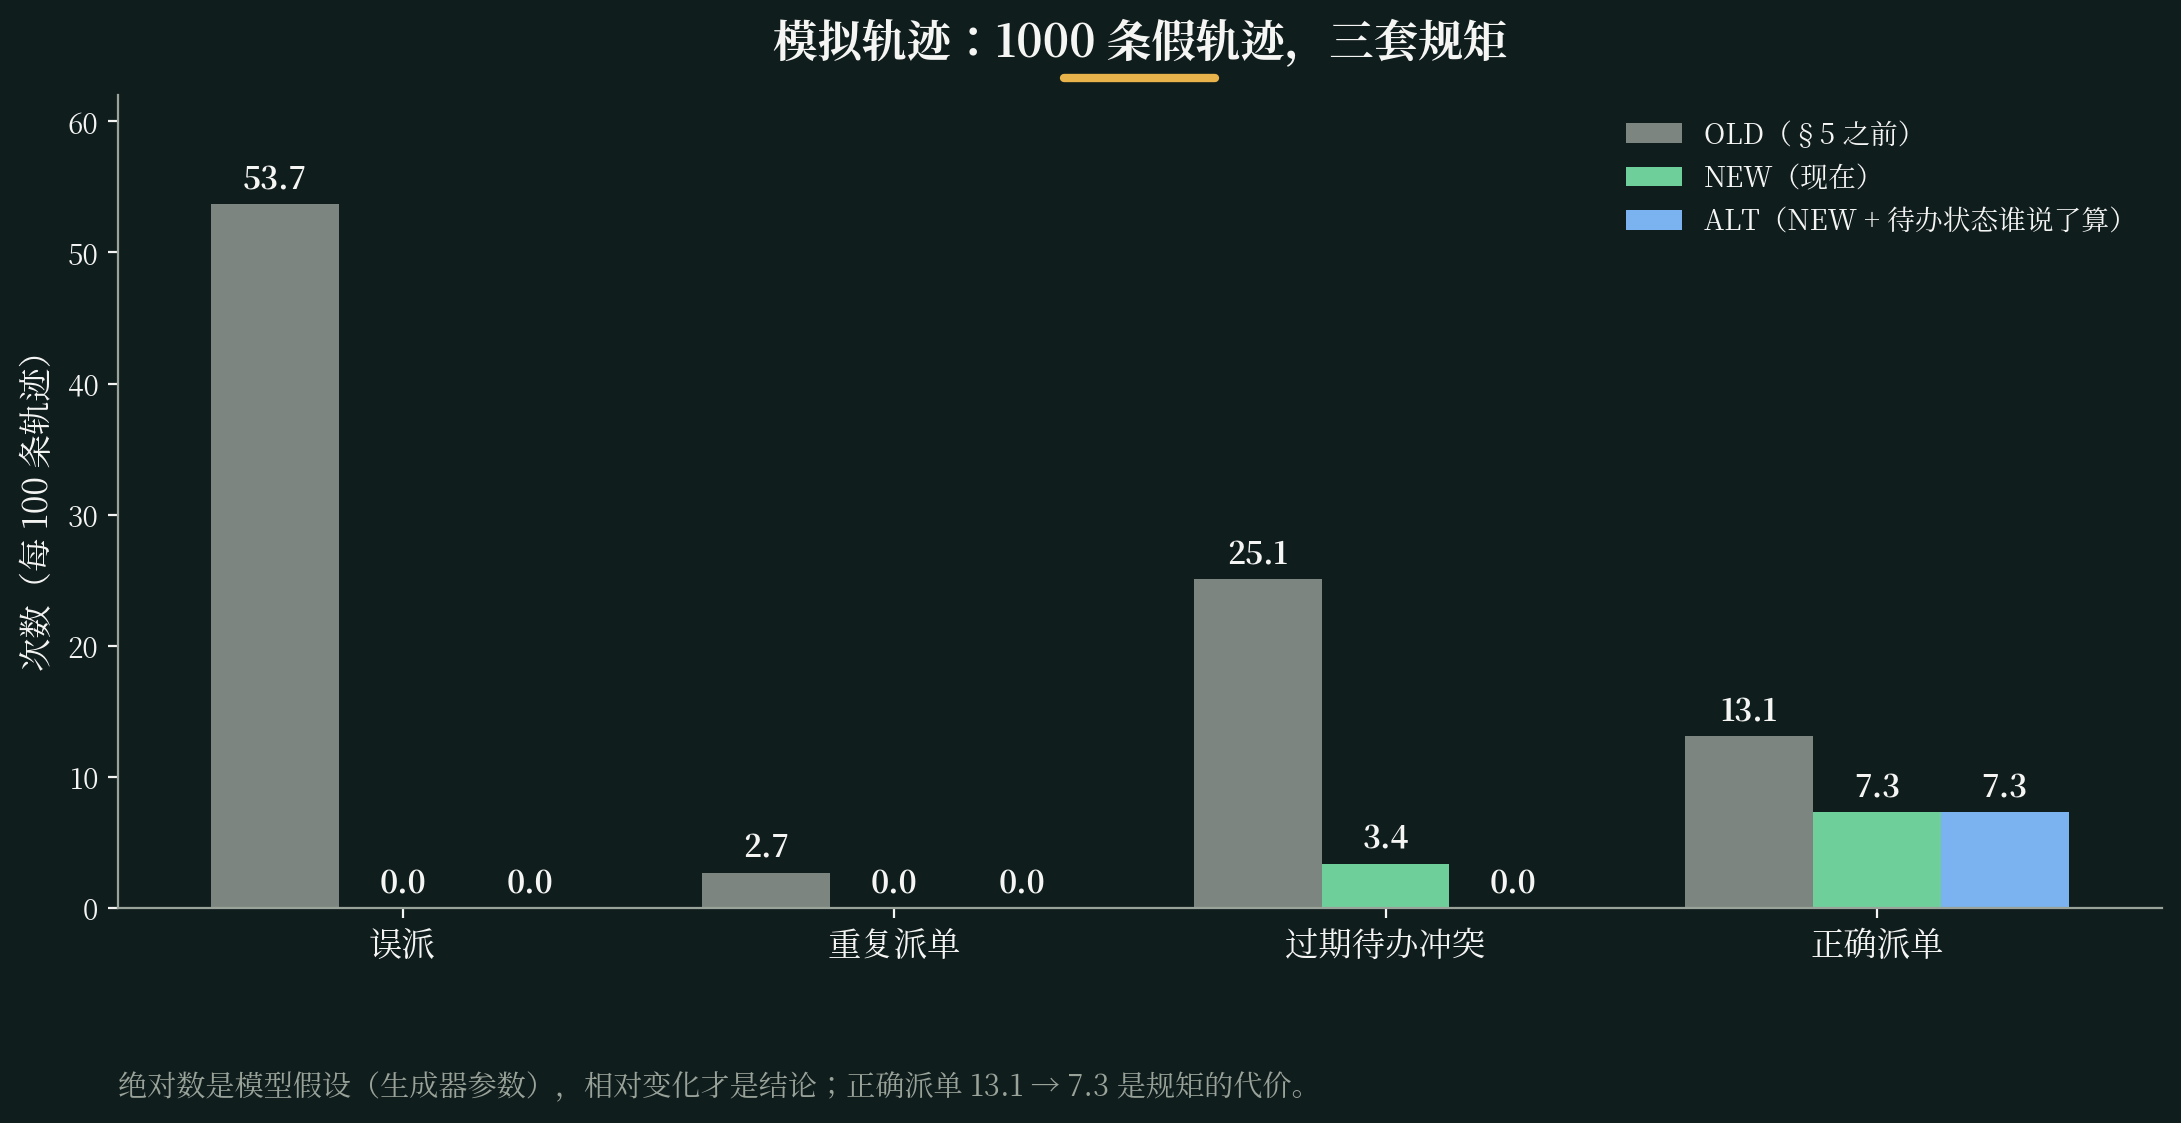 模拟轨迹：1000 条假轨迹，三套规矩
OLD（§5 之前）
NEW（现在）
ALT（NEW + 待办状态谁说了算）
次数（每 100 条轨迹）
60
50
40
30
20
10
0
53.7
0.0
0.0
2.7
0.0
0.0
25.1
3.4
0.0
13.1
7.3
7.3
误派
重复派单
过期待办冲突
正确派单
绝对数是模型假设（生成器参数），相对变化才是结论；正确派单 13.1 → 7.3 是规矩的代价。